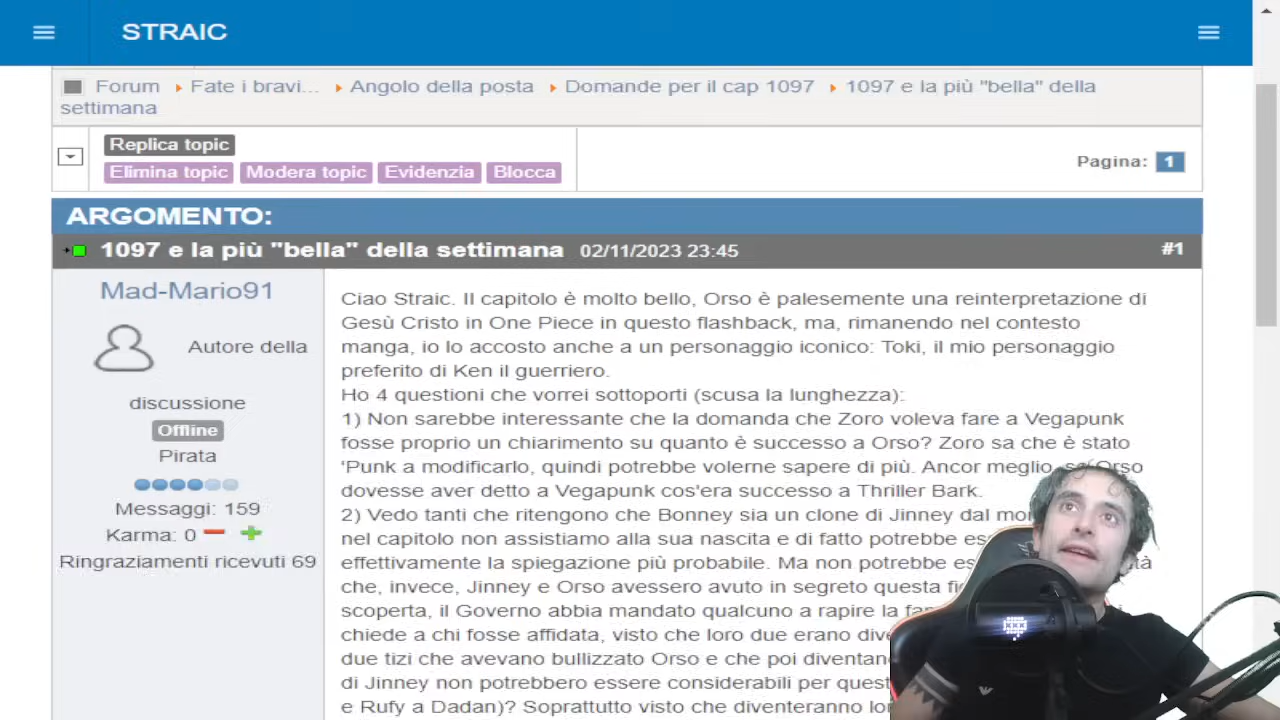 STRAIC
Forum Fate i bravi... Angolo della posta Domande per il cap 1097 1097 e la più "bella" della
settimana
Replica topic
Elimina topic Modera topic Evidenzia Blocca
Pagina: 1
ARGOMENTO:
1097 e la più "bella" della settimana 02/11/2023 23:45 #1
Mad-Mario91
Autore della
discussione
Offline
Pirata
Messaggi: 159
Karma: 0
Ringraziamenti ricevuti 69
Ciao Straic. Il capitolo è molto bello, Orso è palesemente una reinterpretazione di
Gesù Cristo in One Piece in questo flashback, ma, rimanendo nel contesto
manga, io lo accosto anche a un personaggio iconico: Toki, il mio personaggio
preferito di Ken il guerriero.
Ho 4 questioni che vorrei sottoporti (scusa la lunghezza):
1) Non sarebbe interessante che la domanda che Zoro voleva fare a Vegapunk
fosse proprio un chiarimento su quanto è successo a Orso? Zoro sa che è stato
'Punk a modificarlo, quindi potrebbe volerne sapere di più. Ancor meglio, se Orso
dovesse aver detto a Vegapunk cos'era successo a Thriller Bark.
2) Vedo tanti che ritengono che Bonney sia un clone di Jinney dal
nel capitolo non assistiamo alla sua nascita e di fatto potrebbe
effettivamente la spiegazione più probabile. Ma non potrebbe
che, invece, Jinney e Orso avessero avuto in segreto questa
scoperta, il Governo abbia mandato qualcuno a rapire la
chiede a chi fosse affidata, visto che loro due erano
due tizi che avevano bullizzato Orso e che poi
di Jinney non potrebbero essere considerabili per
e Rufy a Dadan)? Soprattutto visto che diventeranno